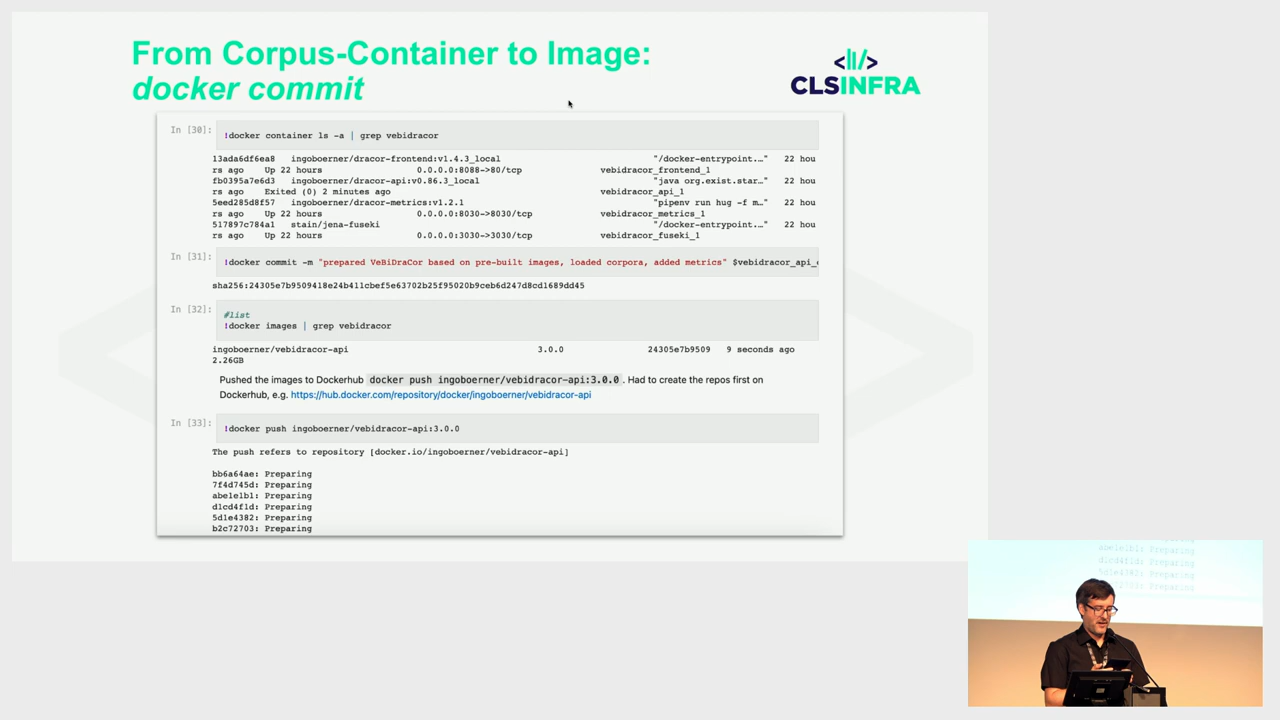 From Corpus-Container to Image:
docker commit
<li/>
CLSINFRA
In [30]:
!docker container ls -a | grep vebidracor
13ada6df6ea8 ingoboerner/dracor-frontend:v1.4.3_local "/docker-entrypoint.…" 22 hou
rs ago Up 22 hours 0.0.0.0:8088->80/tcp vebidracor_frontend_1
fb0395a7e6d3 ingoboerner/dracor-api:v0.86.3_local "java org.exist.star…" 22 hou
rs ago Exited (0) 2 minutes ago vebidracor_api_1
5eed285d8f57 ingoboerner/dracor-metrics:v1.2.1 "pipenv run hug -f m…" 22 hou
rs ago Up 22 hours 0.0.0.0:8030->8030/tcp vebidracor_metrics_1
517897c784a1 stain/jena-fuseki "/docker-entrypoint.…" 22 hou
rs ago Up 22 hours 0.0.0.0:3030->3030/tcp vebidracor_fuseki_1
In [31]:
!docker commit -m "prepared VeBiDraCor based on pre-built images, loaded corpora, added metrics" $vebidracor_api_c
sha256:24305e7b9509418e24b411cbef5e63702b25f95020b9ceb6d247d8cd1689dd45
In [32]:
#list
!docker images | grep vebidracor
ingoboerner/vebidracor-api 3.0.0 24305e7b9509 9 seconds ago
2.26GB
Pushed the images to Dockerhub docker push ingoboerner/vebidracor-api:3.0.0 . Had to create the repos first on
Dockerhub, e.g. https://hub.docker.com/repository/docker/ingoboerner/vebidracor-api
In [33]:
!docker push ingoboerner/vebidracor-api:3.0.0
The push refers to repository [docker.io/ingoboerner/vebidracor-api]
bb6a64ae: Preparing
7f4d745d: Preparing
abe1e1b1: Preparing
d1cd4f1d: Preparing
5d1e4382: Preparing
b2c72703: Preparing
abe1e1b1: Preparing
d1cd4f1d: Preparing
5d1e4382: Preparing
Preparing